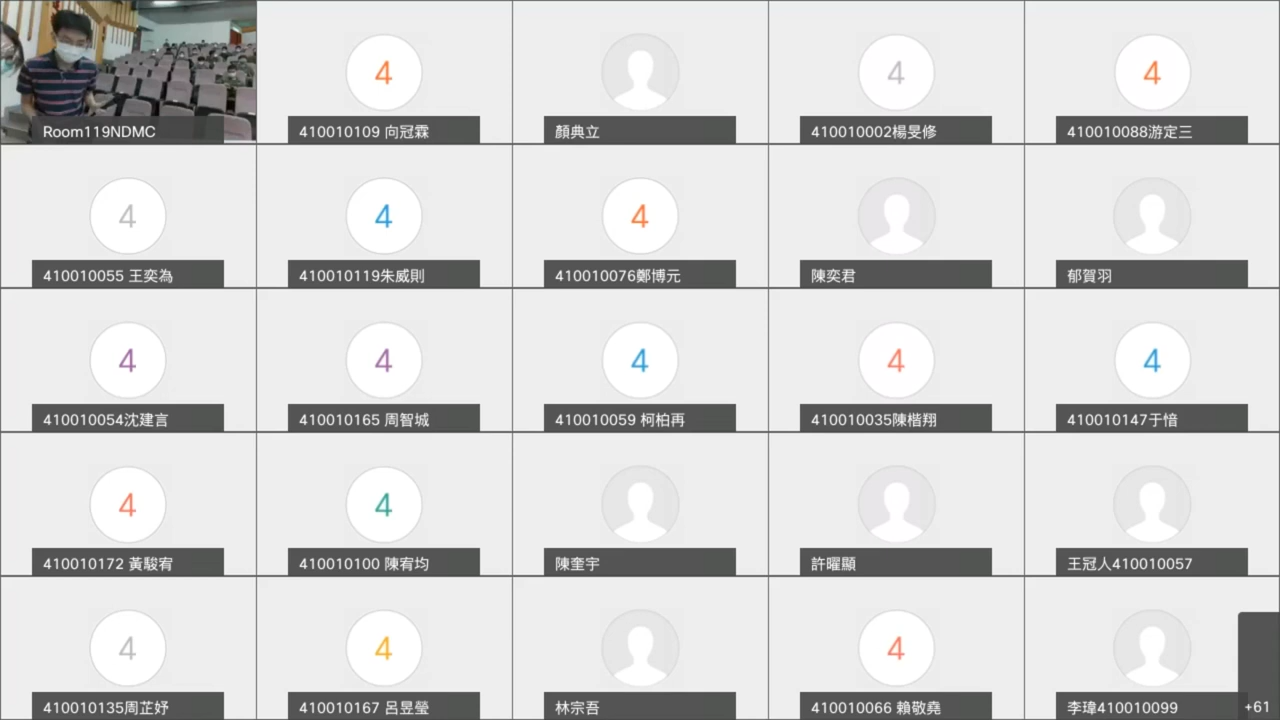 Room119NDMC
4
410010109 向冠霖
顏典立
4
410010002楊旻修
4
410010088游定三
4
410010055 王奕為
4
410010119朱威則
4
410010076鄭博元
陳奕君
郁賀羽
4
410010054沈建言
4
410010165 周智城
4
410010059 柯柏再
4
410010035陳楷翔
4
410010147于愔
4
410010172 黃駿宥
4
410010100 陳宥均
陳奎宇
許曜顯
王冠人410010057
4
410010135周芷妤
4
410010167 呂昱瑩
林宗吾
4
410010066 賴敬堯
李瑋410010099
+61